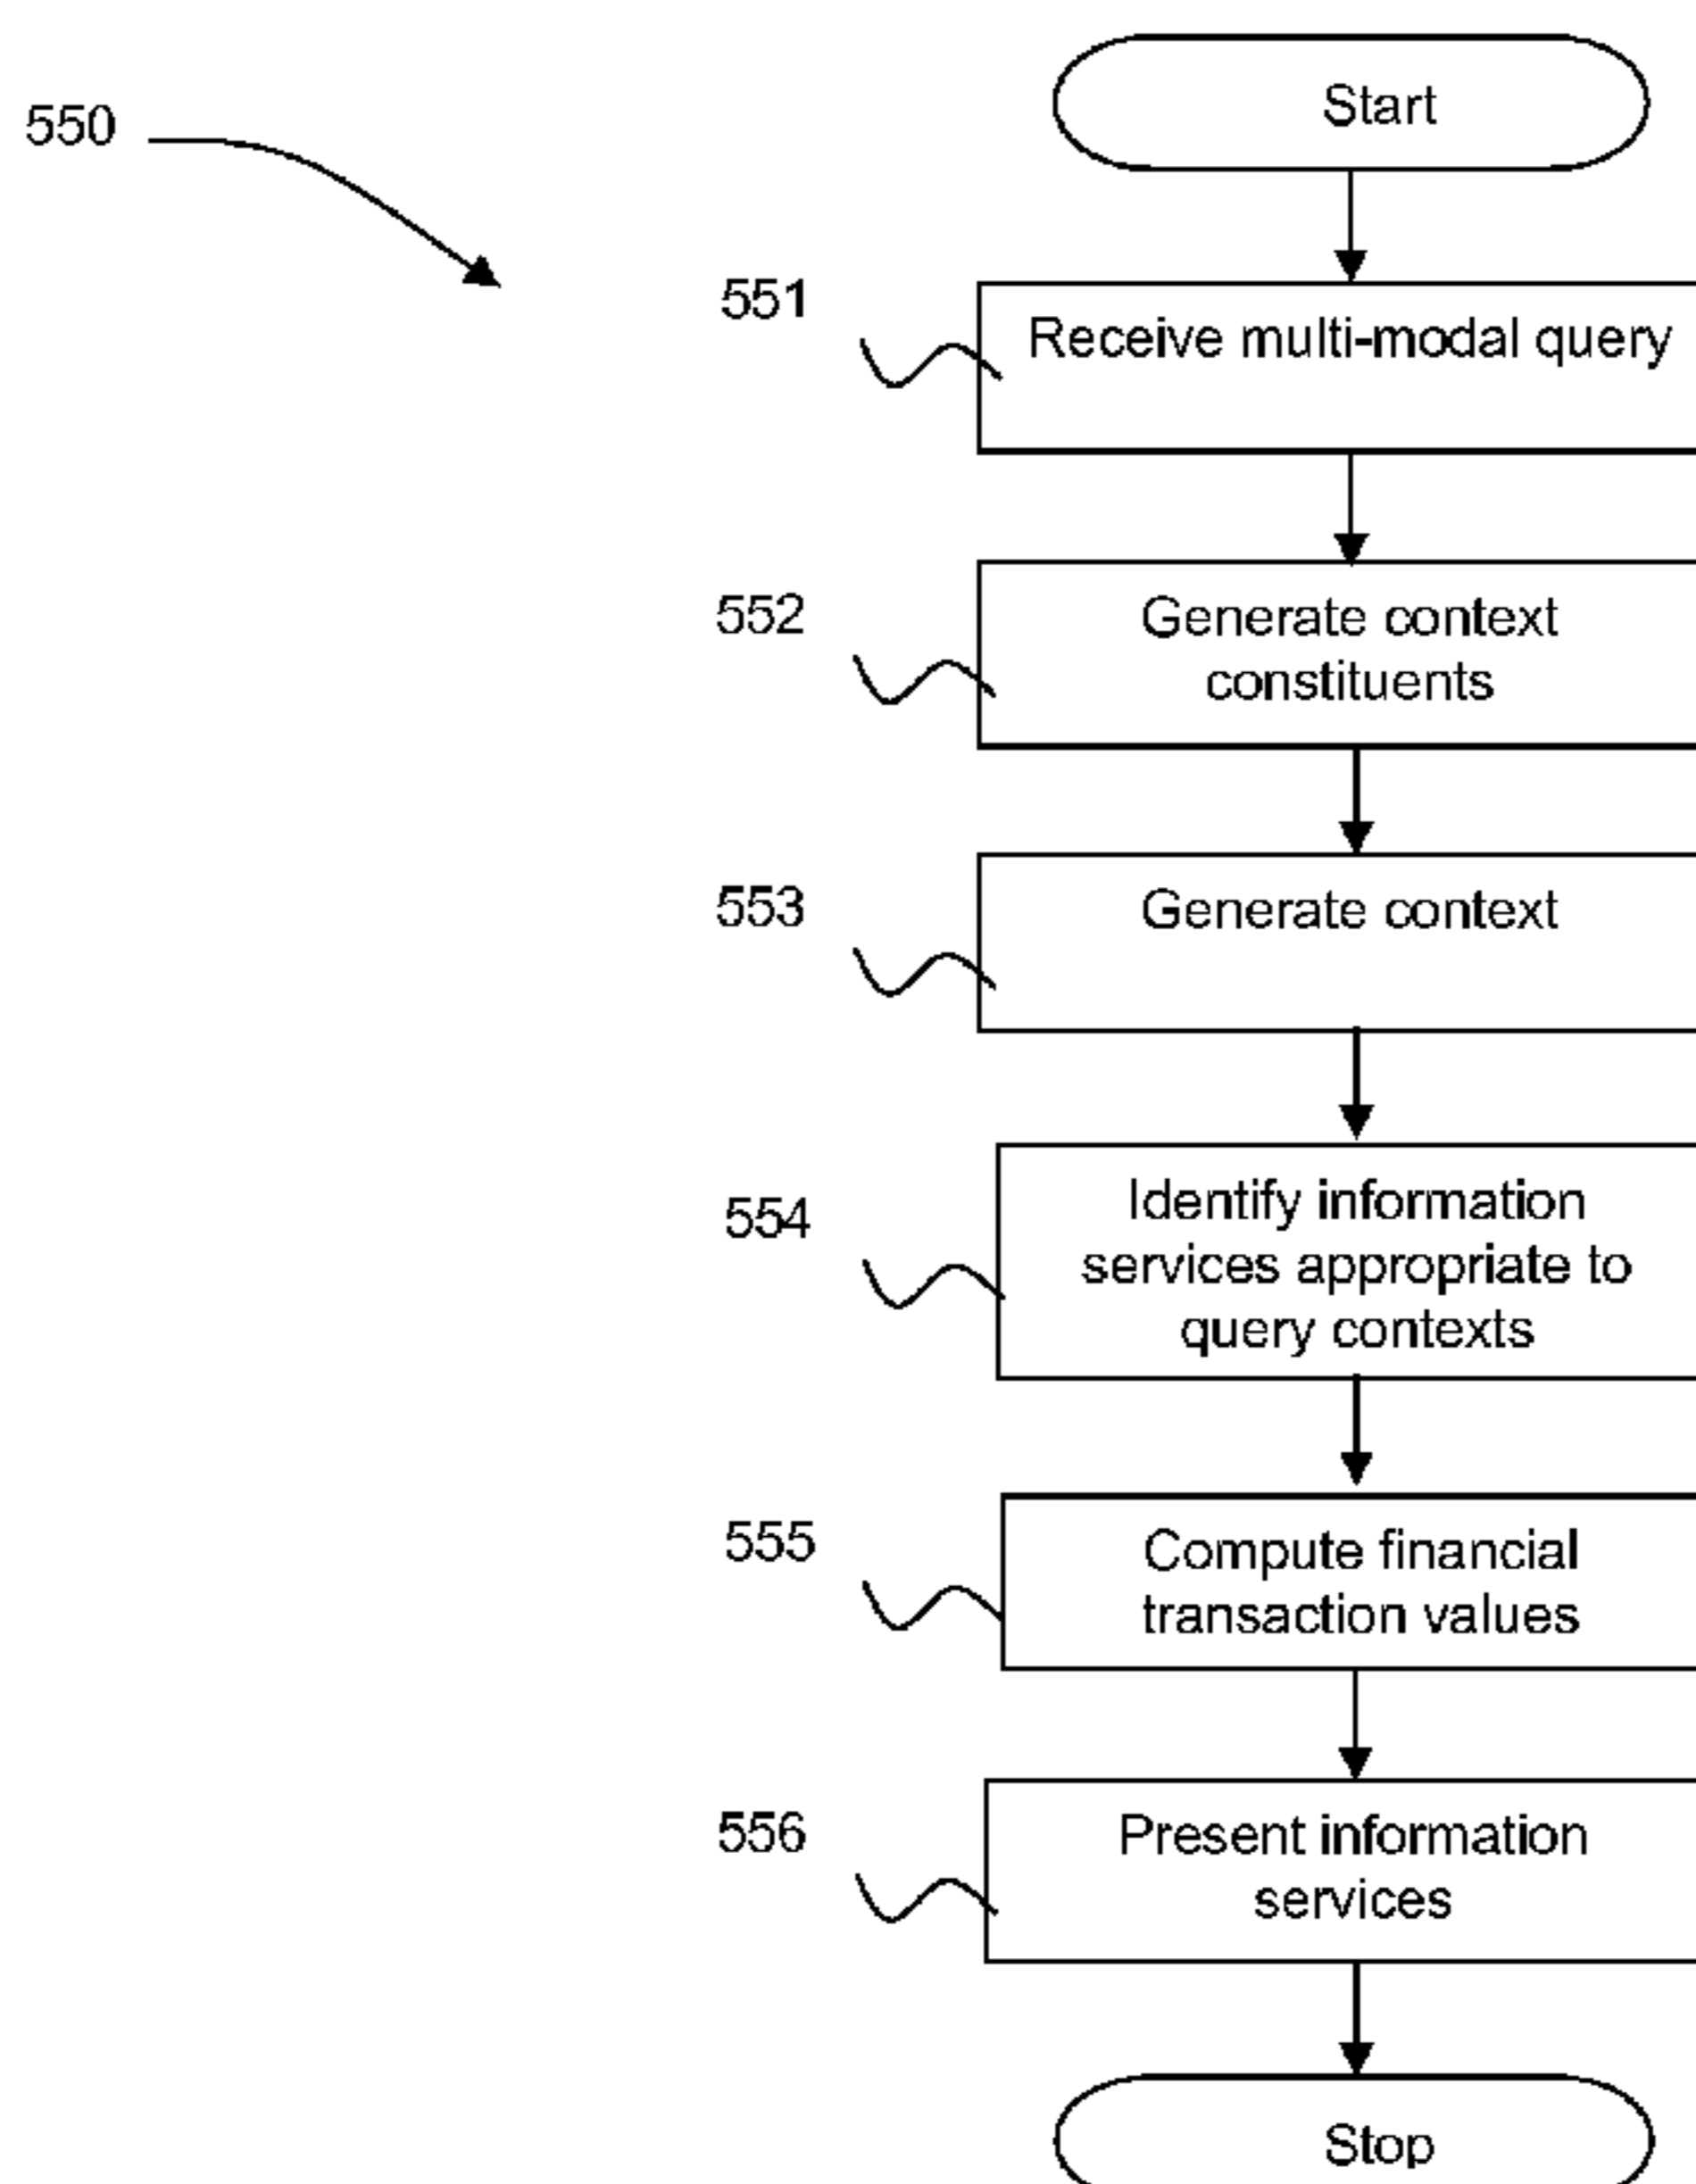 Start
550
551
Receive multi-modal query
552
Generate context
constituents
553
Generate context
554
Identify information
services appropriate to
query contexts
555
Compute financial
transaction values
556
Present information
services
Stop